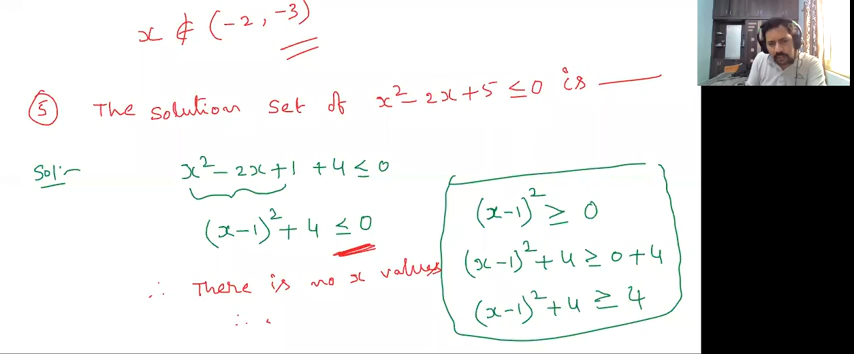 x ∉ (-2, -3)
⑤ The solution set of x² - 2x + 5 ≤ 0 is ———
Sol:-
x² - 2x + 1 + 4 ≤ 0
(x-1)² + 4 ≤ 0
∴ There is no x values
∴
(x-1)² ≥ 0
(x-1)² + 4 ≥ 0 + 4
(x-1)² + 4 ≥ 4